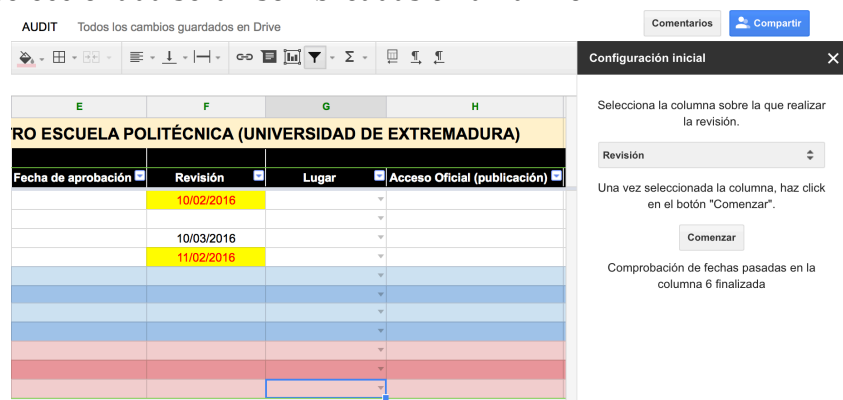 AUDIT Todos los cambios guardados en Drive
Comentarios Compartir
Configuración inicial
E F G H
RO ESCUELA POLITÉCNICA (UNIVERSIDAD DE EXTREMADURA)
Fecha de aprobación Revisión Lugar Acceso Oficial (publicación)
10/02/2016
10/03/2016
11/02/2016
Selecciona la columna sobre la que realizar
la revisión.
Revisión
Una vez seleccionada la columna, haz click
en el botón "Comenzar".
Comenzar
Comprobación de fechas pasadas en la
columna 6 finalizada